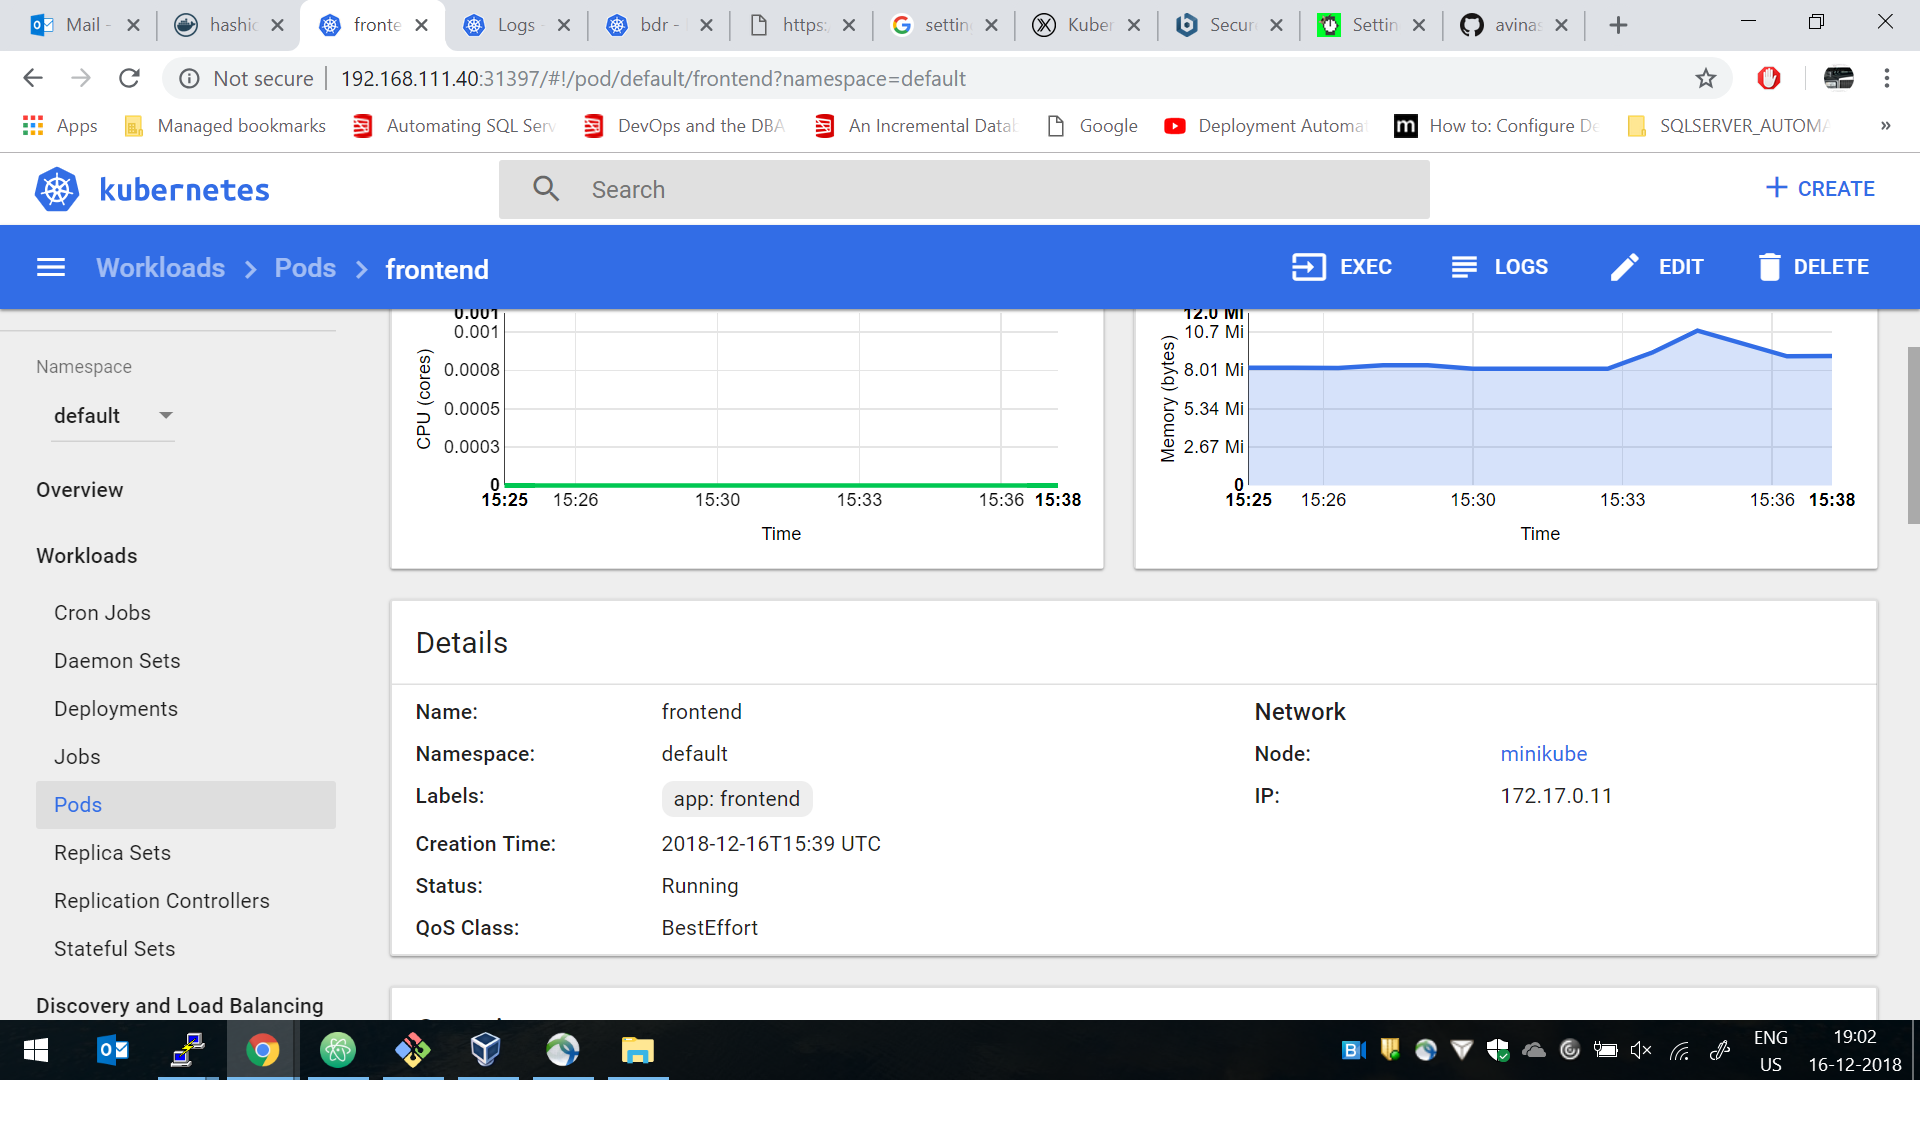 Mail -
hashic
fronte
Logs -
bdr -
https:
settin
Kuber
Secure
Settin
avinas
Not secure
192.168.111.40:31397/#!/pod/default/frontend?namespace=default
Apps
Managed bookmarks
Automating SQL Serv
DevOps and the DBA
An Incremental Datab
Google
Deployment Automat
m
How to: Configure De
SQLSERVER_AUTOMA
»
kubernetes
Search
+ CREATE
Workloads > Pods > frontend
EXEC
LOGS
EDIT
DELETE
Namespace
default
Overview
Workloads
Cron Jobs
Daemon Sets
Deployments
Jobs
Pods
Replica Sets
Replication Controllers
Stateful Sets
Discovery and Load Balancing
CPU (cores)
0.001
0.001
0.0008
0.0005
0.0003
0
15:25 15:26 15:30 15:33 15:36 15:38
Time
Memory (bytes)
12.0 Mi
10.7 Mi
8.01 Mi
5.34 Mi
2.67 Mi
0
15:25 15:26 15:30 15:33 15:36 15:38
Time
Details
Name: frontend
Namespace: default
Labels: app: frontend
Creation Time: 2018-12-16T15:39 UTC
Status: Running
QoS Class: BestEffort
Network
Node: minikube
IP: 172.17.0.11
ENG
US
19:02
16-12-2018